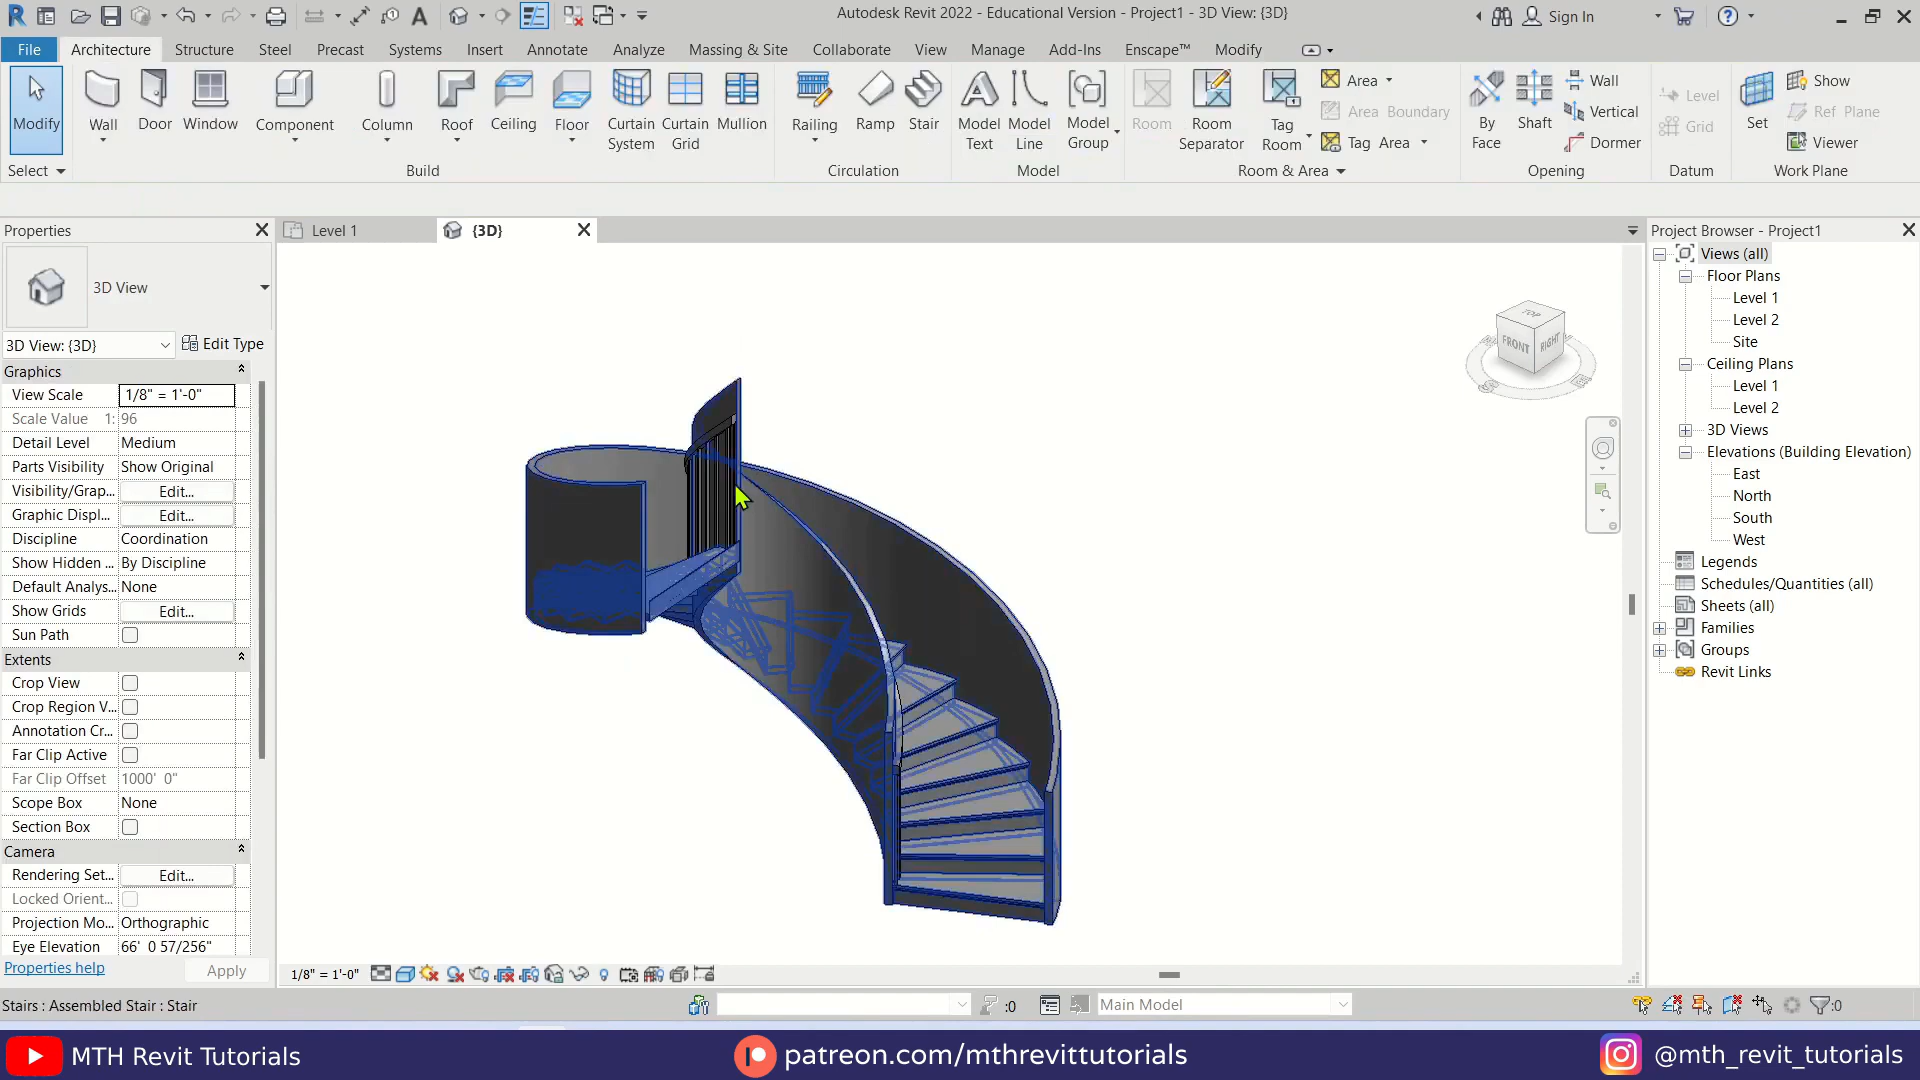 Autodesk Revit 2022 - Educational Version - Project1 - 3D View: {3D}
Sign In
File Architecture Structure Steel Precast Systems Insert Annotate Analyze Massing & Site Collaborate View Manage Add-Ins Enscape™ Modify
Modify
Wall Door Window Component Column Roof Ceiling Floor Curtain System Curtain Grid Mullion
Railing Ramp Stair
Model Text Model Line Model Group
Room Room Separator Tag Room
Area
Area Boundary
Tag Area
By Face Shaft
Wall
Vertical
Dormer
Level
Grid
Set
Show
Ref Plane
Viewer
Select Build Circulation Model Room & Area Opening Datum Work Plane
Properties
3D View
3D View: {3D} Edit Type
Graphics
View Scale 1/8" = 1'-0"
Scale Value 1: 96
Detail Level Medium
Parts Visibility Show Original
Visibility/Grap... Edit...
Graphic Displ... Edit...
Discipline Coordination
Show Hidden ... By Discipline
Default Analys... None
Show Grids Edit...
Sun Path
Extents
Crop View
Crop Region V...
Annotation Cr...
Far Clip Active
Far Clip Offset 1000' 0"
Scope Box None
Section Box
Camera
Rendering Set... Edit...
Locked Orient...
Projection Mo... Orthographic
Eye Elevation 66' 0 57/256"
Properties help Apply
Level 1 {3D}
TOP
FRONT RIGHT
Project Browser - Project1
Views (all)
Floor Plans
Level 1
Level 2
Site
Ceiling Plans
Level 1
Level 2
3D Views
Elevations (Building Elevation)
East
North
South
West
Legends
Schedules/Quantities (all)
Sheets (all)
Families
Groups
Revit Links
1/8" = 1'-0"
Stairs : Assembled Stair : Stair
:0
Main Model
:0
MTH Revit Tutorials
patreon.com/mthrevittutorials
@mth_revit_tutorials